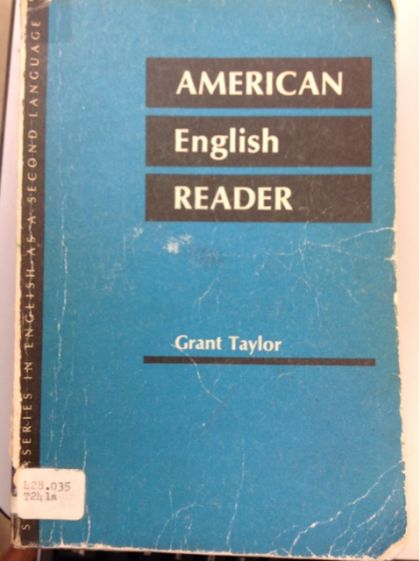 AMERICAN
English
READER
Grant Taylor
SERIES IN ENGLISH AS A SECOND LANGUAGE
428.035
T241a